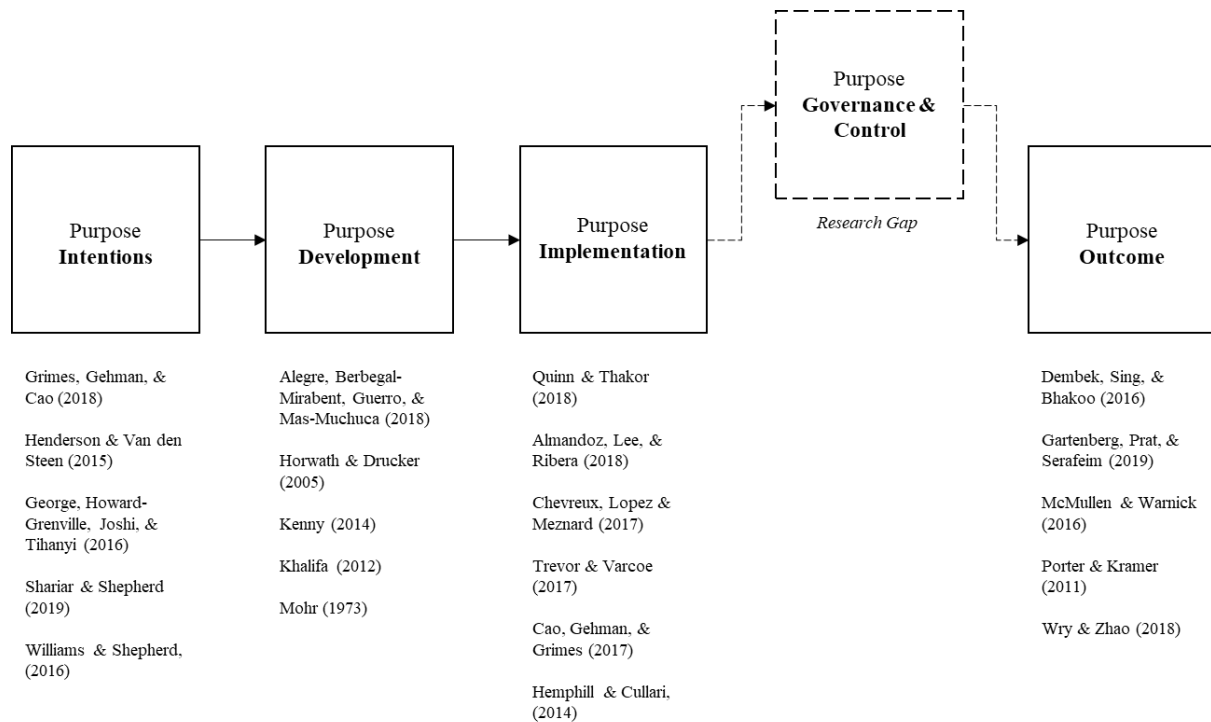 Purpose
Governance &
Control
Research Gap
Purpose
Intentions
Purpose
Development
Purpose
Implementation
Purpose
Outcome
Grimes, Gehman, &
Cao (2018)
Henderson & Van den
Steen (2015)
George, Howard-
Grenville, Joshi, &
Tihanyi (2016)
Shariar & Shepherd
(2019)
Williams & Shepherd,
(2016)
Alegre, Berbegal-
Mirabent, Guerro, &
Mas-Muchuca (2018)
Horwath & Drucker
(2005)
Kenny (2014)
Khalifa (2012)
Mohr (1973)
Quinn & Thakor
(2018)
Almandoz, Lee, &
Ribera (2018)
Chevreux, Lopez &
Meznard (2017)
Trevor & Varcoe
(2017)
Cao, Gehman, &
Grimes (2017)
Hemphill & Cullari,
(2014)
Dembek, Sing, &
Bhakoo (2016)
Gartenberg, Prat, &
Serafeim (2019)
McMullen & Warnick
(2016)
Porter & Kramer
(2011)
Wry & Zhao (2018)